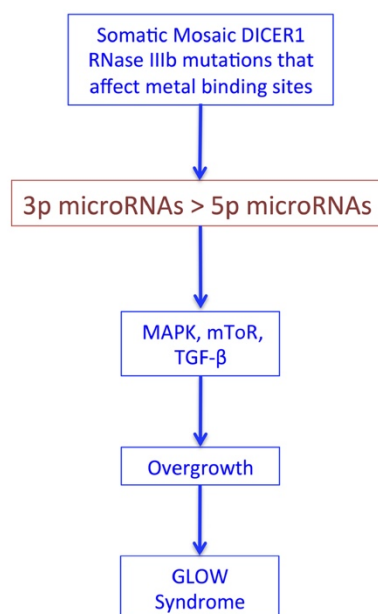 Somatic Mosaic DICER1
RNase IIIb mutations that
affect metal binding sites
3p microRNAs > 5p microRNAs
MAPK, mToR,
TGF-β
Overgrowth
GLOW
Syndrome